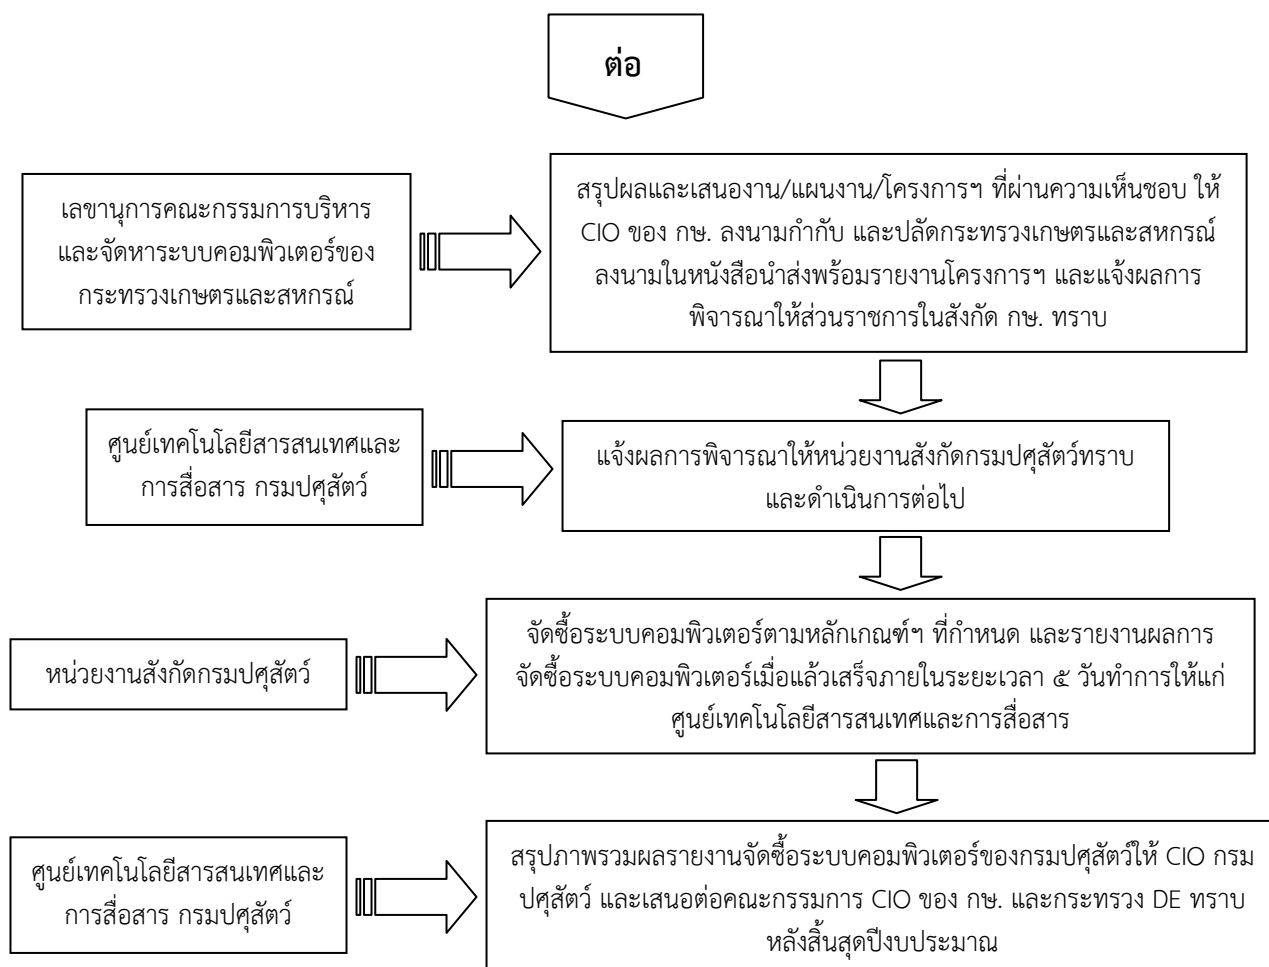 ต่อ
เลขานุการคณะกรรมการบริหาร
และจัดหาระบบคอมพิวเตอร์ของ
กระทรวงเกษตรและสหกรณ์
สรุปผลและเสนองาน/แผนงาน/โครงการฯ ที่ผ่านความเห็นชอบ ให้
CIO ของ กษ. ลงนามกำกับ และปลัดกระทรวงเกษตรและสหกรณ์
ลงนามในหนังสือนำส่งพร้อมรายงานโครงการฯ และแจ้งผลการ
พิจารณาให้ส่วนราชการในสังกัด กษ. ทราบ
ศูนย์เทคโนโลยีสารสนเทศและ
การสื่อสาร กรมปศุสัตว์
แจ้งผลการพิจารณาให้หน่วยงานสังกัดกรมปศุสัตว์ทราบ
และดำเนินการต่อไป
หน่วยงานสังกัดกรมปศุสัตว์
จัดซื้อระบบคอมพิวเตอร์ตามหลักเกณฑ์ฯ ที่กำหนด และรายงานผลการ
จัดซื้อระบบคอมพิวเตอร์เมื่อแล้วเสร็จภายในระยะเวลา ๕ วันทำการให้แก่
ศูนย์เทคโนโลยีสารสนเทศและการสื่อสาร
ศูนย์เทคโนโลยีสารสนเทศและ
การสื่อสาร กรมปศุสัตว์
สรุปภาพรวมผลรายงานจัดซื้อระบบคอมพิวเตอร์ของกรมปศุสัตว์ให้ CIO กรม
ปศุสัตว์ และเสนอต่อคณะกรรมการ CIO ของ กษ. และกระทรวง DE ทราบ
หลังสิ้นสุดปีงบประมาณ